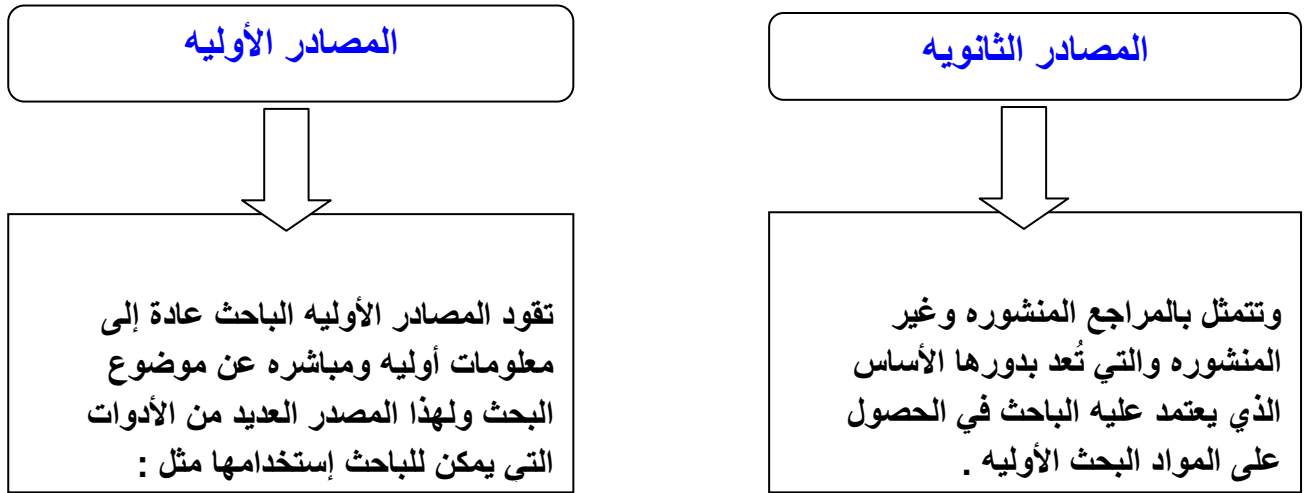 المصادر الثانويه
وتتمثل بالمراجع المنشوره وغير
المنشوره والتي تُعد بدورها الأساس
الذي يعتمد عليه الباحث في الحصول
على المواد البحث الأوليه .
المصادر الأوليه
تقود المصادر الأوليه الباحث عادة إلى
معلومات أوليه ومباشره عن موضوع
البحث ولهذا المصدر العديد من الأدوات
التي يمكن للباحث إستخدامها مثل :